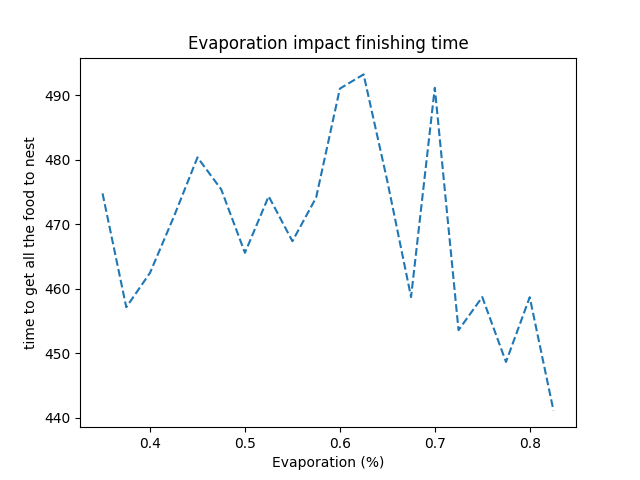 Evaporation impact finishing time
time to get all the food to nest
490
480
470
460
450
440
0.4 0.5 0.6 0.7 0.8
Evaporation (%)